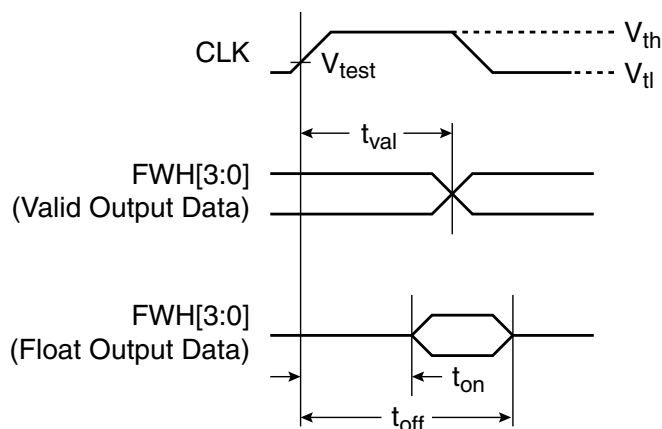 CLK
V_test
V_th
V_tl
t_val
FWH[3:0]
(Valid Output Data)
FWH[3:0]
(Float Output Data)
t_on
t_off